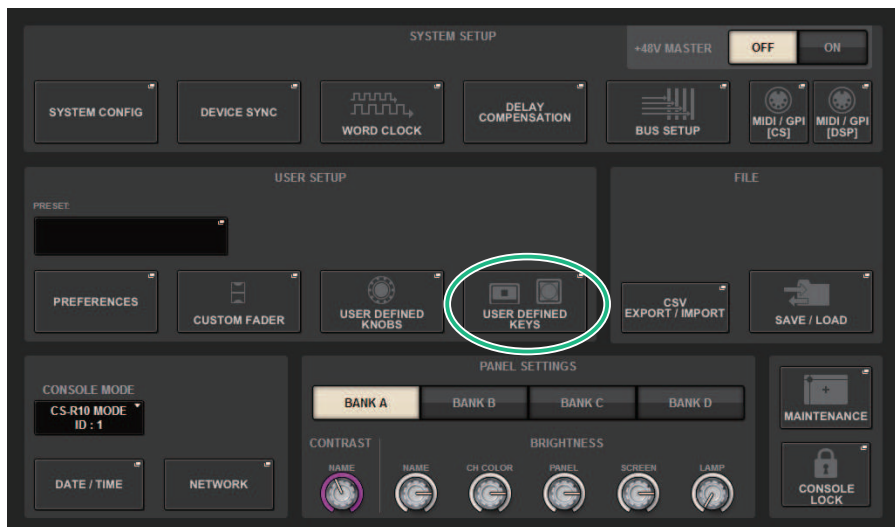 SYSTEM SETUP
+48V MASTER
OFF
ON
SYSTEM CONFIG
DEVICE SYNC
WORD CLOCK
DELAY
COMPENSATION
BUS SETUP
MIDI / GPI
[CS]
MIDI / GPI
[DSP]
USER SETUP
PRESET
PREFERENCES
CUSTOM FADER
USER DEFINED
KNOBS
USER DEFINED
KEYS
FILE
CSV
EXPORT / IMPORT
SAVE / LOAD
CONSOLE MODE
CS-R10 MODE
ID : 1
DATE / TIME
NETWORK
PANEL SETTINGS
BANK A
BANK B
BANK C
BANK D
CONTRAST
BRIGHTNESS
NAME
NAME
CH COLOR
PANEL
SCREEN
LAMP
MAINTENANCE
CONSOLE
LOCK